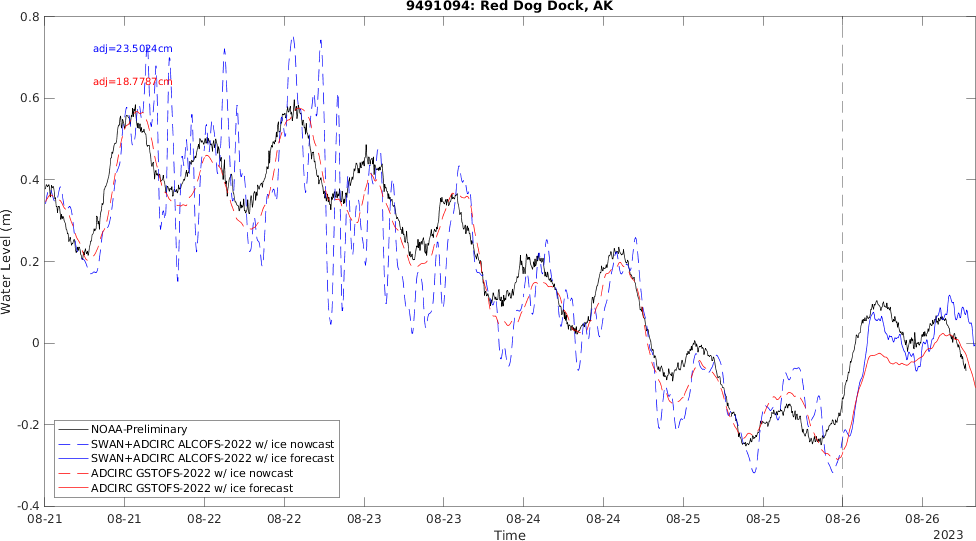 9491094: Red Dog Dock, AK
0.8
adj=23.5024cm
adj=18.7787cm
0.6
0.4
0.2
0
-0.2
-0.4
Water Level (m)
NOAA-Preliminary
SWAN+ADCIRC ALCOFS-2022 w/ ice nowcast
SWAN+ADCIRC ALCOFS-2022 w/ ice forecast
ADCIRC GSTOFS-2022 w/ ice nowcast
ADCIRC GSTOFS-2022 w/ ice forecast
08-21 08-21 08-22 08-22 08-23 08-23 08-24 08-24 08-25 08-25 08-26 08-26
Time
2023